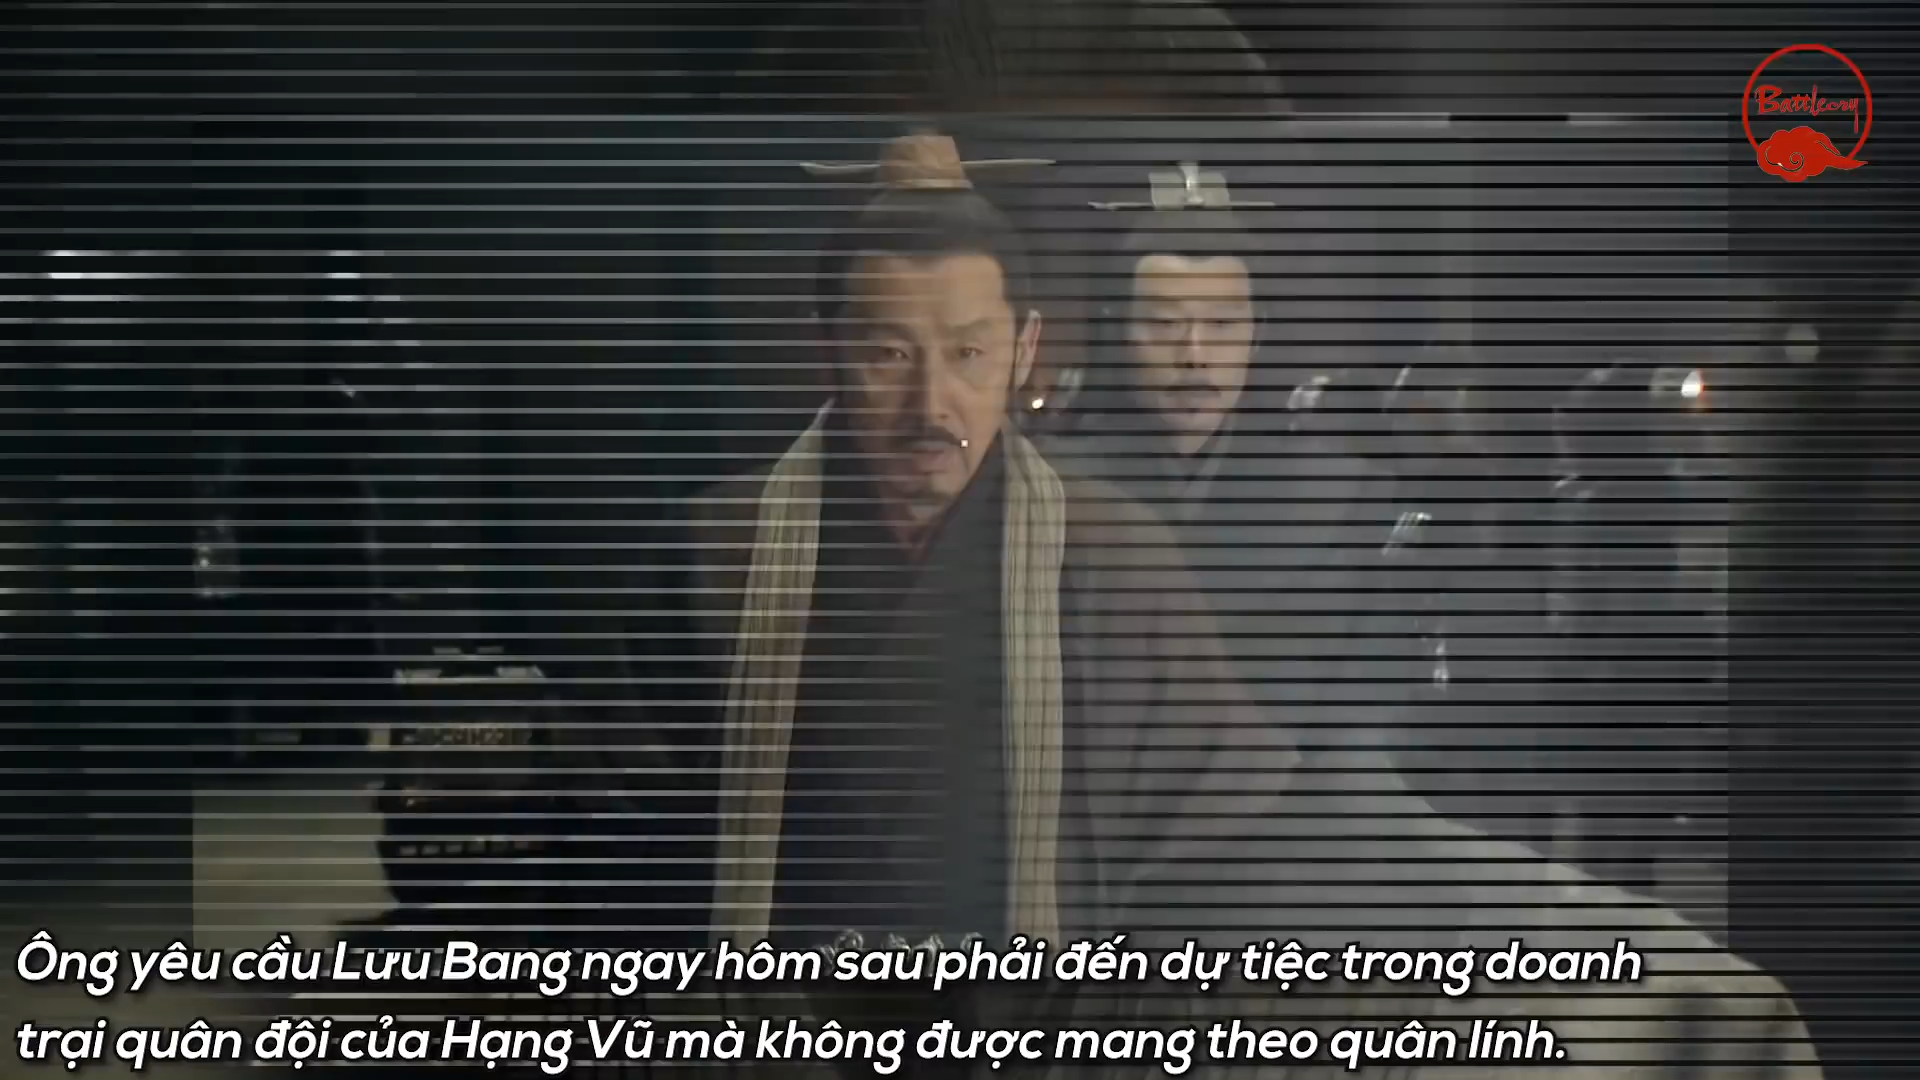 Battlecry
Ông yêu cầu Lưu Bang ngay hôm sau phải đến dự tiệc trong doanh
trại quân đội của Hạng Vũ mà không được mang theo quân lính.